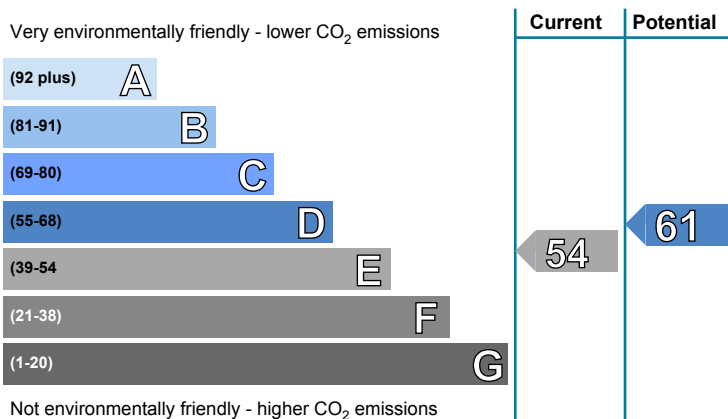 Current Potential
Very environmentally friendly - lower CO2 emissions
(92 plus) A
(81-91) B
(69-80) C
(55-68) D
61
54
(39-54 E
(21-38) F
(1-20) G
Not environmentally friendly - higher CO2 emissions